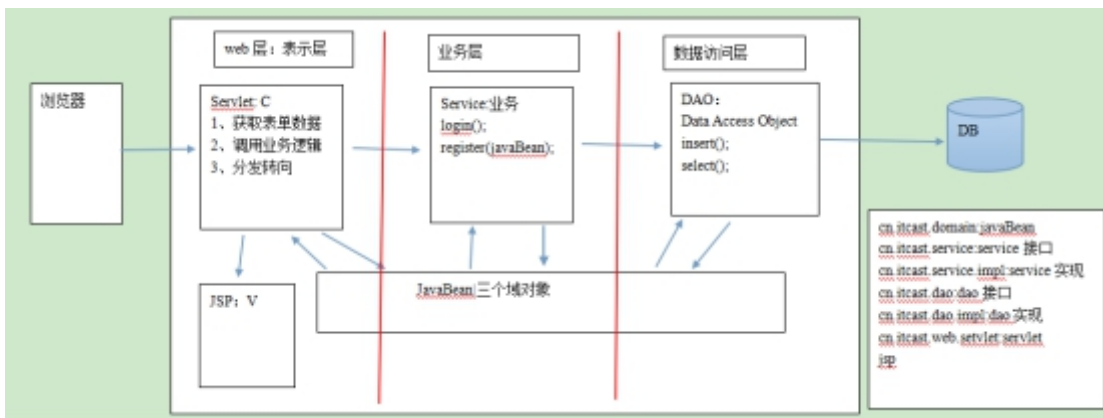 web 层：表示层
业务层
数据访问层
浏览器
Servlet: C
1、获取表单数据
2、调用业务逻辑
3、分发转向
Service:业务
login();
register(javaBean);
DAO：
Data Access Object
insert();
select();
DB
JavaBean|三个域对象
JSP：V
cn.itcast.domain:javaBean
cn.itcast.service:service 接口
cn.itcast.service.impl:service 实现
cn.itcast.dao:dao 接口
cn.itcast.dao.impl:dao 实现
cn.itcast.web.setvlet:servlet
jsp